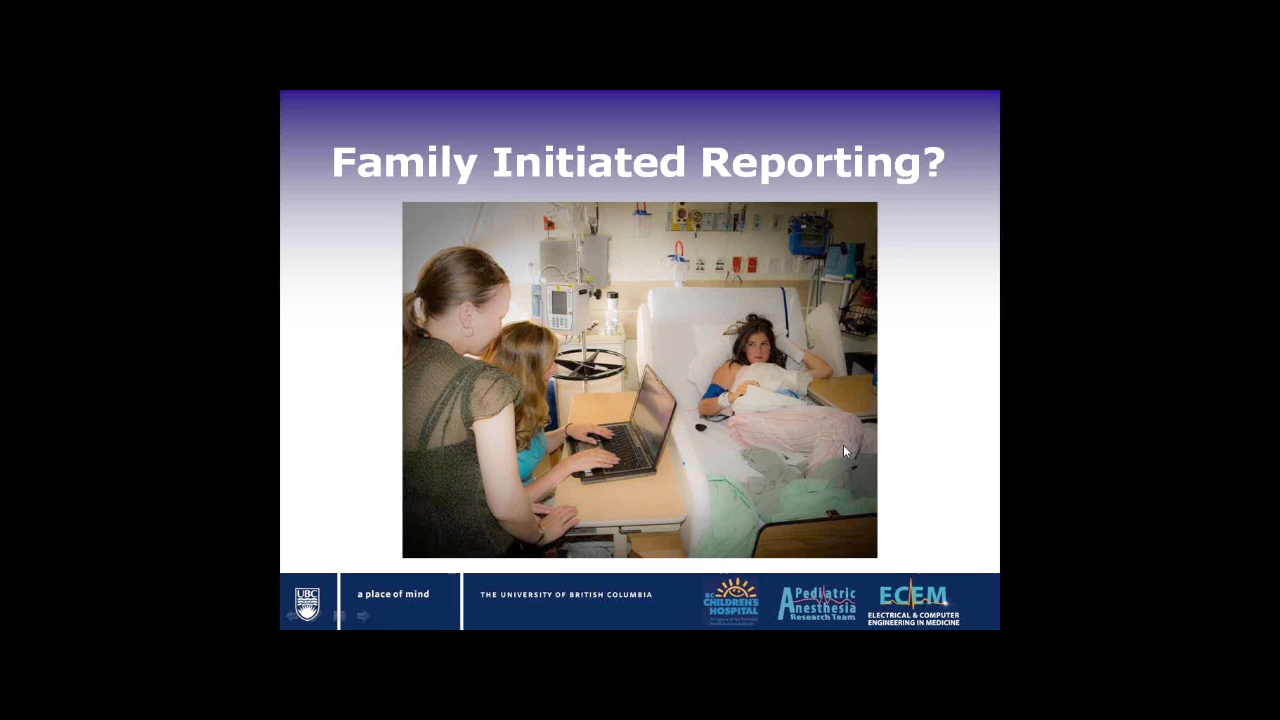 Family Initiated Reporting?
UBC
a place of mind
THE UNIVERSITY OF BRITISH COLUMBIA
BC
CHILDREN'S
HOSPITAL
Pediatric
Anesthesia
Research Team
ECEM
ELECTRICAL & COMPUTER
ENGINEERING IN MEDICINE